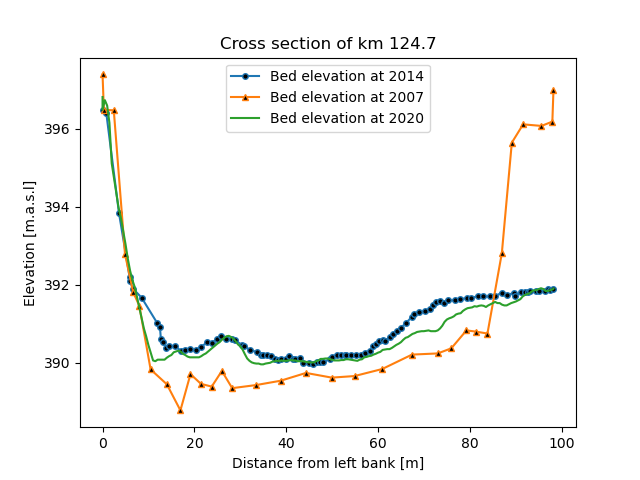 Cross section of km 124.7
Bed elevation at 2014
Bed elevation at 2007
Bed elevation at 2020
396
394
392
390
Elevation [m.a.s.l]
0 20 40 60 80 100
Distance from left bank [m]